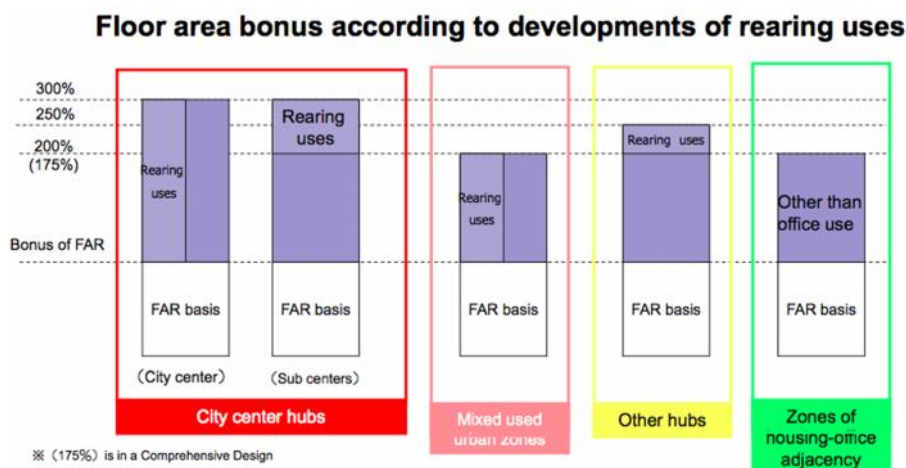 Floor area bonus according to developments of rearing uses
300%
250%
200%
(175%)
Bonus of FAR
Rearing
uses
FAR basis
(City center)
Rearing
uses
FAR basis
(Sub centers)
City center hubs
Rearing
uses
FAR basis
Mixed used
urban zones
Rearing uses
FAR basis
Other hubs
Other than
office use
FAR basis
Zones of
housing-office
adjacency
※ (175%) is in a Comprehensive Design